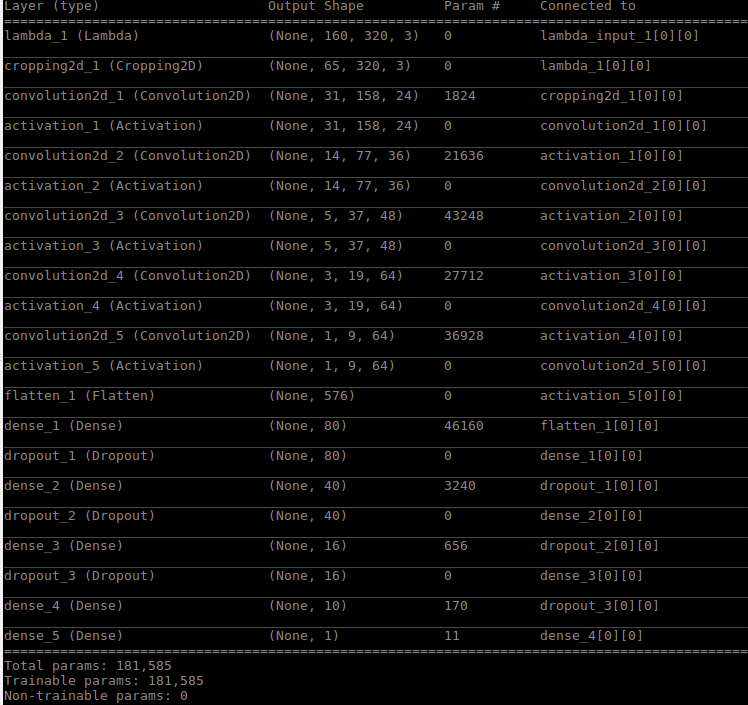 Layer (type) Output Shape Param # Connected to
====================================================================================================
lambda_1 (Lambda) (None, 160, 320, 3) 0 lambda_input_1[0][0]
cropping2d_1 (Cropping2D) (None, 65, 320, 3) 0 lambda_1[0][0]
convolution2d_1 (Convolution2D) (None, 31, 158, 24) 1824 cropping2d_1[0][0]
activation_1 (Activation) (None, 31, 158, 24) 0 convolution2d_1[0][0]
convolution2d_2 (Convolution2D) (None, 14, 77, 36) 21636 activation_1[0][0]
activation_2 (Activation) (None, 14, 77, 36) 0 convolution2d_2[0][0]
convolution2d_3 (Convolution2D) (None, 5, 37, 48) 43248 activation_2[0][0]
activation_3 (Activation) (None, 5, 37, 48) 0 convolution2d_3[0][0]
convolution2d_4 (Convolution2D) (None, 3, 19, 64) 27712 activation_3[0][0]
activation_4 (Activation) (None, 3, 19, 64) 0 convolution2d_4[0][0]
convolution2d_5 (Convolution2D) (None, 1, 9, 64) 36928 activation_4[0][0]
activation_5 (Activation) (None, 1, 9, 64) 0 convolution2d_5[0][0]
flatten_1 (Flatten) (None, 576) 0 activation_5[0][0]
dense_1 (Dense) (None, 80) 46160 flatten_1[0][0]
dropout_1 (Dropout) (None, 80) 0 dense_1[0][0]
dense_2 (Dense) (None, 40) 3240 dropout_1[0][0]
dropout_2 (Dropout) (None, 40) 0 dense_2[0][0]
dense_3 (Dense) (None, 16) 656 dropout_2[0][0]
dropout_3 (Dropout) (None, 16) 0 dense_3[0][0]
dense_4 (Dense) (None, 10) 170 dropout_3[0][0]
dense_5 (Dense) (None, 1) 11 dense_4[0][0]
====================================================================================================
Total params: 181,585
Trainable params: 181,585
Non-trainable params: 0